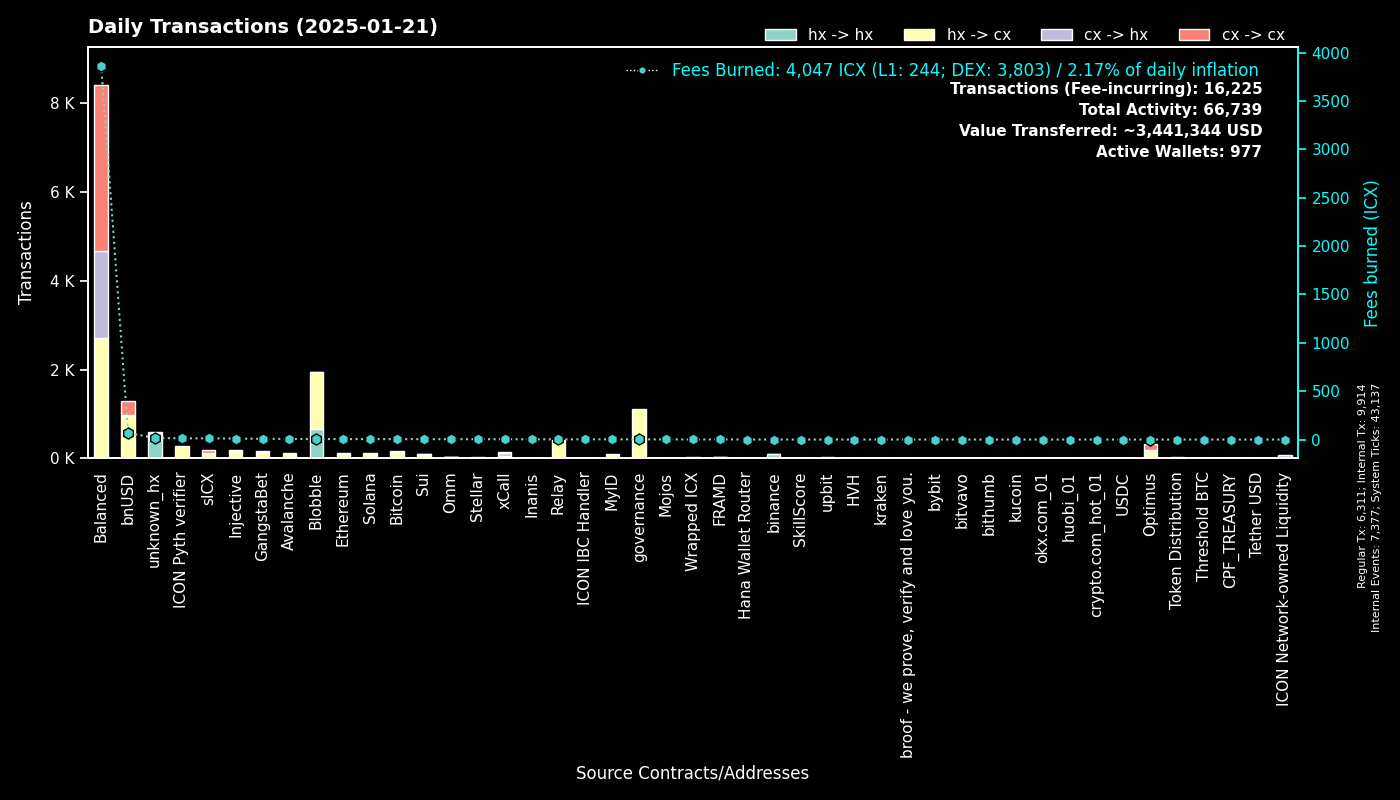 Daily Transactions (2025-01-21)
hx -> hx
hx -> cx
cx -> hx
cx -> cx
Fees Burned: 4,047 ICX (L1: 244; DEX: 3,803) / 2.17% of daily inflation
Transactions (Fee-incurring): 16,225
Total Activity: 66,739
Value Transferred: ~3,441,344 USD
Active Wallets: 977
Transactions
8 K
6 K
4 K
2 K
0 K
4000
3500
3000
2500
2000
1500
1000
500
0
Fees burned (ICX)
Regular Tx: 6,311; Internal Tx: 9,914
Internal Events: 7,377; System Ticks: 43,137
Balanced
bnUSD
unknown_hx
ICON Pyth verifier
sICX
Injective
GangstaBet
Avalanche
Blobble
Ethereum
Solana
Bitcoin
Sui
Omm
Stellar
xCall
Inanis
Relay
ICON IBC Handler
MyID
governance
Mojos
Wrapped ICX
FRAMD
Hana Wallet Router
binance
SkillScore
upbit
HVH
kraken
broof - we prove, verify and love you.
bybit
bitvavo
bithumb
kucoin
okx.com_01
huobi_01
crypto.com_hot_01
USDC
Optimus
Token Distribution
Threshold BTC
CPF_TREASURY
Tether USD
ICON Network-owned Liquidity
Source Contracts/Addresses